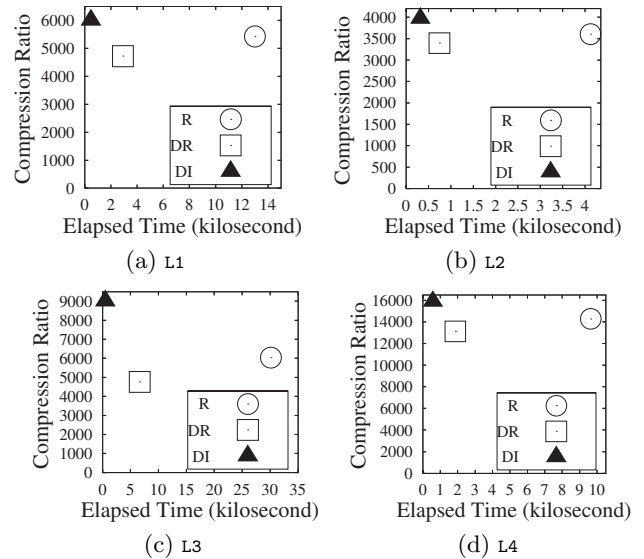 Compression Ratio
6000
5000
4000
3000
2000
1000
0
R
DR
DI
0 2 4 6 8 10 12 14
Elapsed Time (kilosecond)
(a) L1
Compression Ratio
4000
3500
3000
2500
2000
1500
1000
500
0
R
DR
DI
0 0.5 1 1.5 2 2.5 3 3.5 4
Elapsed Time (kilosecond)
(b) L2
Compression Ratio
9000
8000
7000
6000
5000
4000
3000
2000
1000
0
R
DR
DI
0 5 10 15 20 25 30 35
Elapsed Time (kilosecond)
(c) L3
Compression Ratio
16000
14000
12000
10000
8000
6000
4000
2000
0
R
DR
DI
0 1 2 3 4 5 6 7 8 9 10
Elapsed Time (kilosecond)
(d) L4